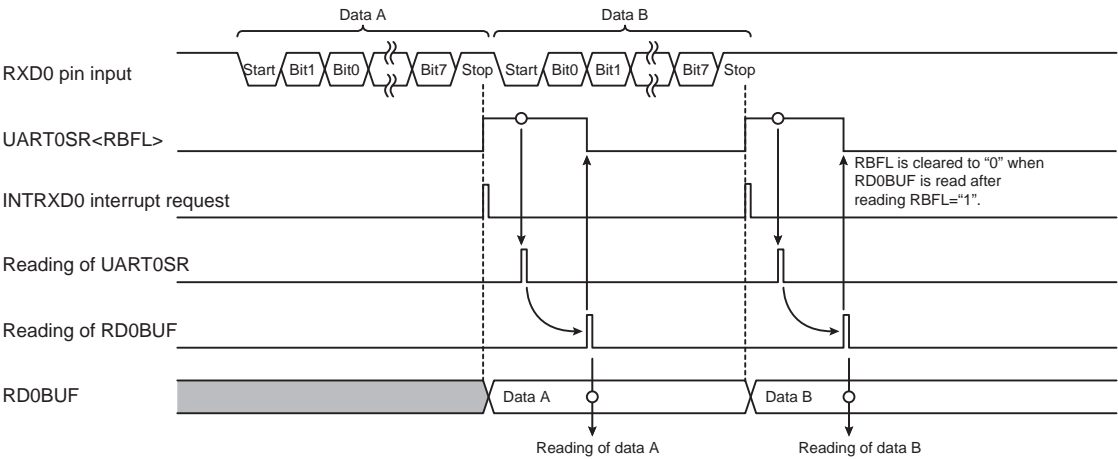 Data A
Data B
RXD0 pin input
Start
Bit1
Bit0
Bit7
Stop
Start
Bit0
Bit1
Bit7
Stop
UART0SR<RBFL>
RBFL is cleared to “0” when
RD0BUF is read after
reading RBFL=“1”.
INTRXD0 interrupt request
Reading of UART0SR
Reading of RD0BUF
RD0BUF
Data A
Data B
Reading of data A
Reading of data B